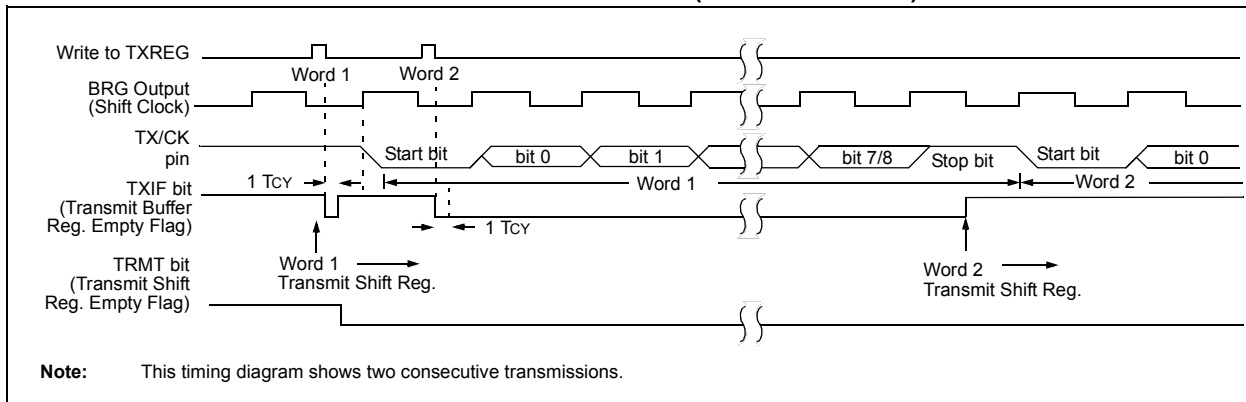 Write to TXREG
Word 1
Word 2
BRG Output
(Shift Clock)
TX/CK
pin
Start bit
bit 0
bit 1
bit 7/8
Stop bit
Start bit
bit 0
1 TCY
Word 1
Word 2
TXIF bit
(Transmit Buffer
Reg. Empty Flag)
1 TCY
Word 1
Transmit Shift Reg.
Word 2
Transmit Shift Reg.
TRMT bit
(Transmit Shift
Reg. Empty Flag)
Note: This timing diagram shows two consecutive transmissions.